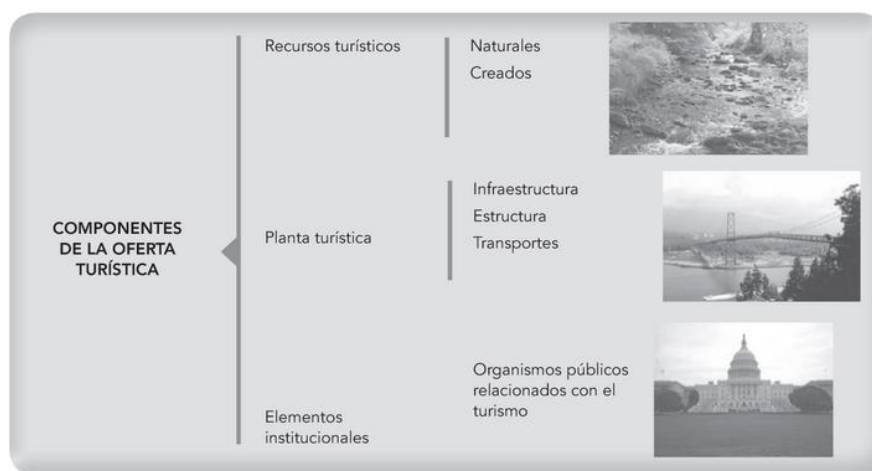 COMPONENTES
DE LA OFERTA
TURÍSTICA
Recursos turísticos
Naturales
Creados
Planta turística
Infraestructura
Estructura
Transportes
Elementos
institucionales
Organismos públicos
relacionados con el
turismo